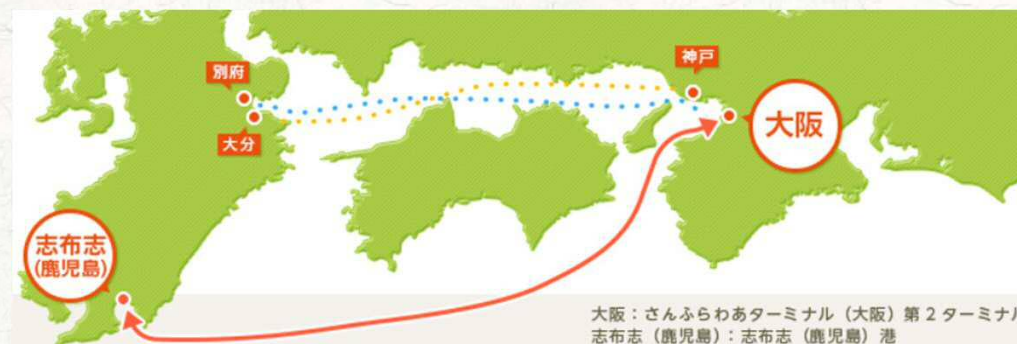 別府
大分
神戸
大阪
志布志
(鹿児島)
大阪：さんふらわあターミナル（大阪）第2ターミナル
志布志（鹿児島）：志布志（鹿児島）港